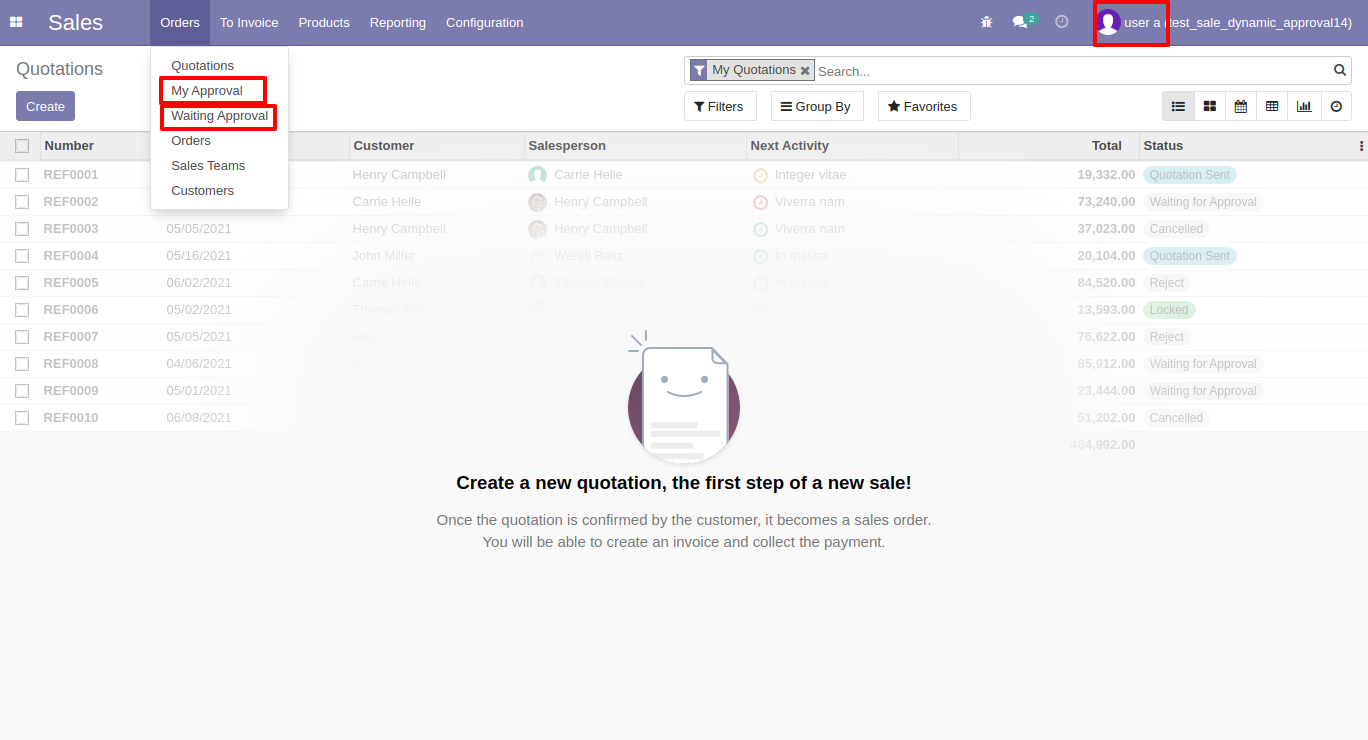 Sales Orders To Invoice Products Reporting Configuration 2 user a (test_sale_dynamic_approval14)
Quotations
My Quotations Search...
Create
Filters Group By Favorites
Quotations
My Approval
Waiting Approval
Orders
Sales Teams
Customers
Number Customer Salesperson Next Activity Total Status
REF0001 Henry Campbell Carrie Helle Integer vitae 19,332.00 Quotation Sent
REF0002 Carrie Helle Henry Campbell Viverra nam 73,240.00 Waiting for Approval
REF0003 05/05/2021 Henry Campbell Henry Campbell Viverra nam 37,023.00 Cancelled
REF0004 05/16/2021 John Miller Wendi Baltz In massa 20,104.00 Quotation Sent
REF0005 06/02/2021 Carrie Helle Thomas Passot In massa 84,520.00 Reject
REF0006 05/02/2021 13,593.00 Locked
REF0007 05/05/2021 76,622.00 Reject
REF0008 04/06/2021 85,912.00 Waiting for Approval
REF0009 05/01/2021 23,444.00 Waiting for Approval
REF0010 06/08/2021 51,202.00 Cancelled
484,992.00
Create a new quotation, the first step of a new sale!
Once the quotation is confirmed by the customer, it becomes a sales order.
You will be able to create an invoice and collect the payment.